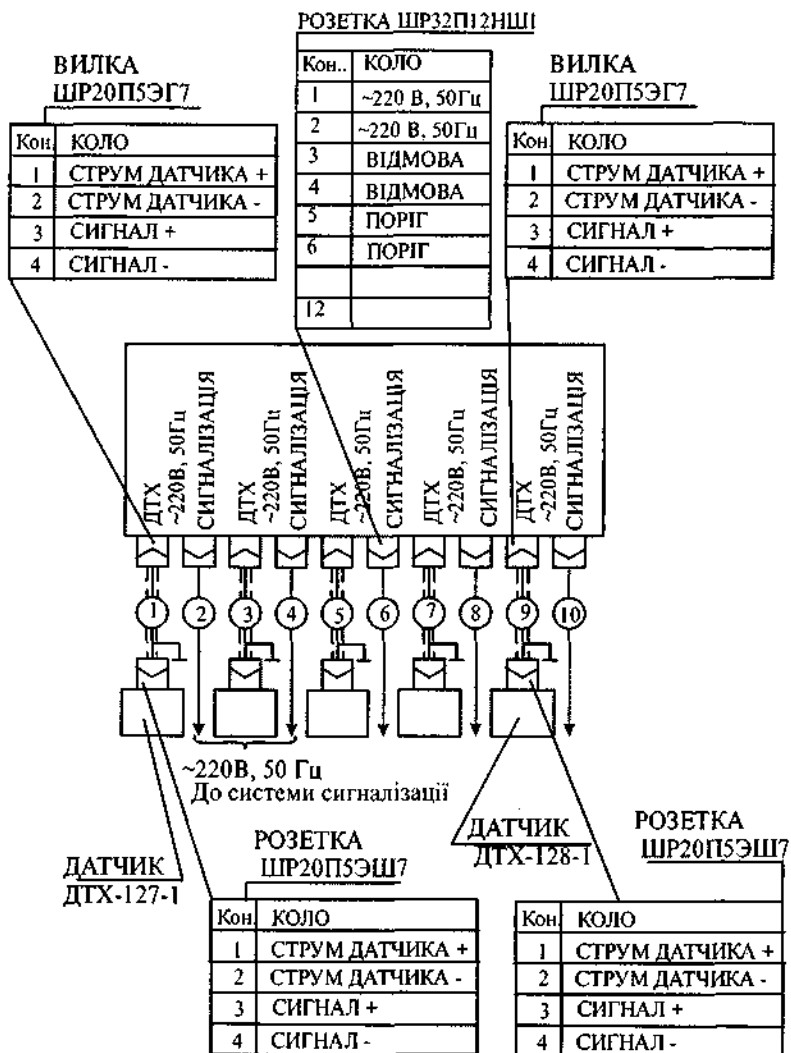 РОЗЕТКА ШР32П12НШ1
Кон.. КОЛО
1 ~220 В, 50Гц
2 ~220 В, 50Гц
3 ВІДМОВА
4 ВІДМОВА
5 ПОРІГ
6 ПОРІГ
12
ВИЛКА
ШР20П5ЭГ7
Кон. КОЛО
1 СТРУМ ДАТЧИКА +
2 СТРУМ ДАТЧИКА -
3 СИГНАЛ +
4 СИГНАЛ -
ВИЛКА
ШР20П5ЭГ7
Кон. КОЛО
1 СТРУМ ДАТЧИКА +
2 СТРУМ ДАТЧИКА -
3 СИГНАЛ +
4 СИГНАЛ -
ДТХ
~220В, 50Гц
СИГНАЛІЗАЦІЯ
ДТХ
~220В, 50Гц
СИГНАЛІЗАЦІЯ
ДТХ
~220В, 50Гц
СИГНАЛІЗАЦІЯ
ДТХ
~220В, 50Гц
СИГНАЛІЗАЦІЯ
ДТХ
~220В, 50Гц
СИГНАЛІЗАЦІЯ
1 2 3 4 5 6 7 8 9 10
~220В, 50 Гц
До системи сигналізації
ДАТЧИК
ДТХ-127-1
ДАТЧИК
ДТХ-128-1
РОЗЕТКА
ШР20П5ЭШ7
Кон. КОЛО
1 СТРУМ ДАТЧИКА +
2 СТРУМ ДАТЧИКА -
3 СИГНАЛ +
4 СИГНАЛ -
РОЗЕТКА
ШР20П5ЭШ7
Кон. КОЛО
1 СТРУМ ДАТЧИКА +
2 СТРУМ ДАТЧИКА -
3 СИГНАЛ +
4 СИГНАЛ -